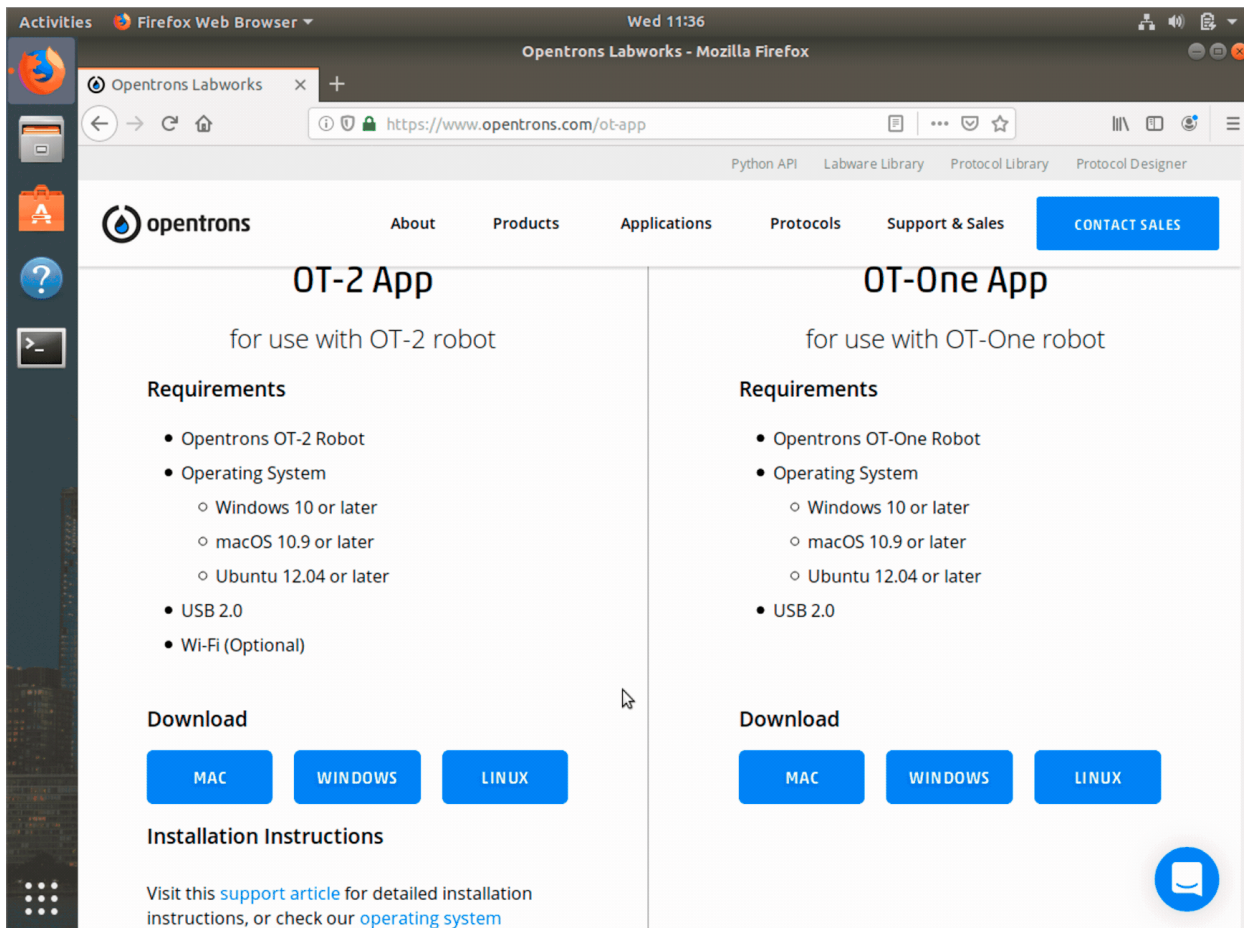 Activities Firefox Web Browser Wed 11:36
Opentrons Labworks - Mozilla Firefox
Opentrons Labworks
https://www.opentrons.com/ot-app
Python API Labware Library Protocol Library Protocol Designer
opentrons About Products Applications Protocols Support & Sales CONTACT SALES
OT-2 App
for use with OT-2 robot
Requirements
Opentrons OT-2 Robot
Operating System
Windows 10 or later
macOS 10.9 or later
Ubuntu 12.04 or later
USB 2.0
Wi-Fi (Optional)
Download
MAC WINDOWS LINUX
Installation Instructions
Visit this support article for detailed installation
instructions, or check our operating system
OT-One App
for use with OT-One robot
Requirements
Opentrons OT-One Robot
Operating System
Windows 10 or later
macOS 10.9 or later
Ubuntu 12.04 or later
USB 2.0
Download
MAC WINDOWS LINUX